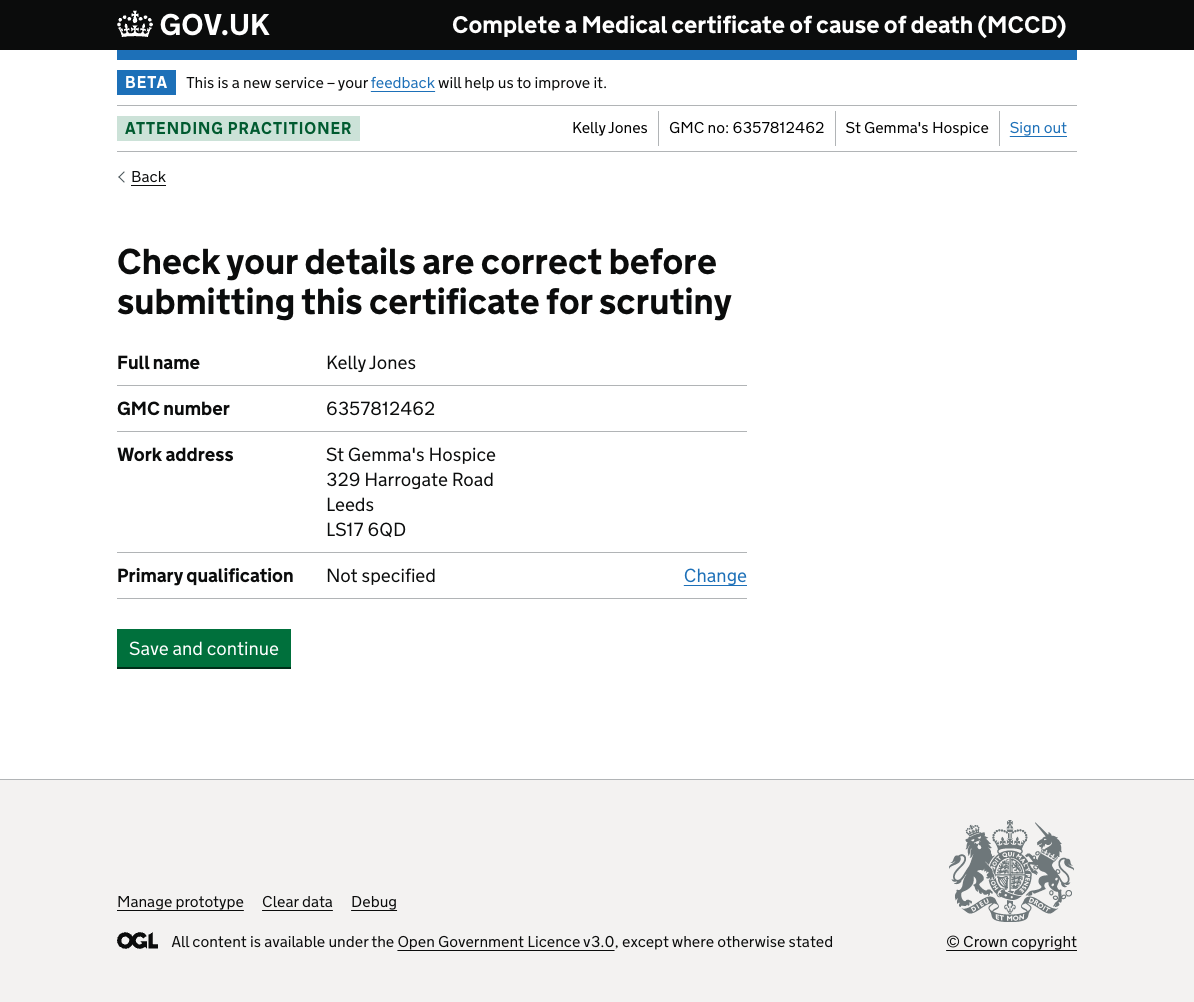 GOV.UK
Complete a Medical certificate of cause of death (MCCD)
BETA This is a new service – your feedback will help us to improve it.
ATTENDING PRACTITIONER Kelly Jones GMC no: 6357812462 St Gemma's Hospice Sign out
Back
Check your details are correct before
submitting this certificate for scrutiny
Full name Kelly Jones
GMC number 6357812462
Work address St Gemma's Hospice
329 Harrogate Road
Leeds
LS17 6QD
Primary qualification Not specified Change
Save and continue
DIEU ET MON DROIT
Manage prototype Clear data Debug
OGL All content is available under the Open Government Licence v3.0, except where otherwise stated
© Crown copyright